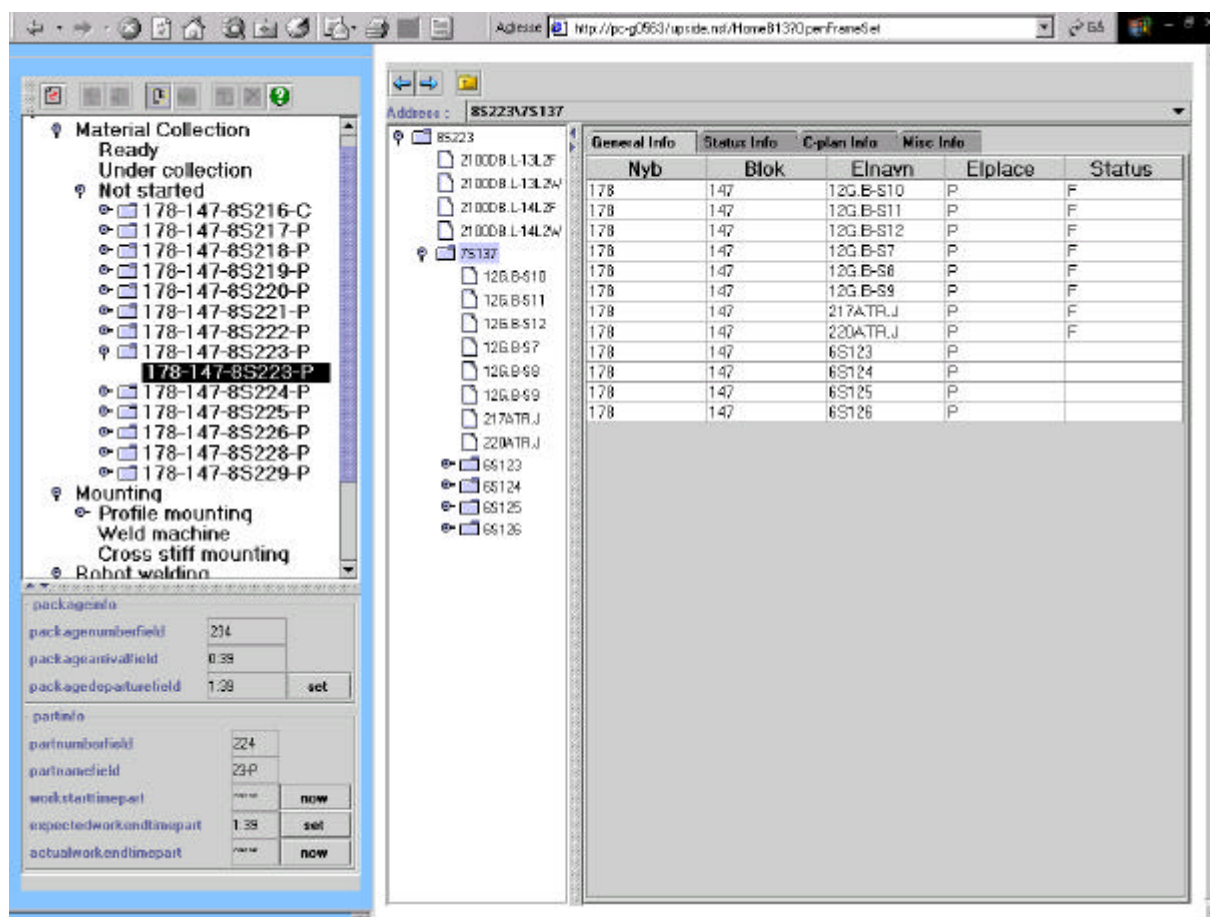 Adresse http://pc-g0563/upside.nsf/HomeB13?OpenFrameSet Gå
Material Collection
Ready
Under collection
Not started
178-147-8S216-C
178-147-8S217-P
178-147-8S218-P
178-147-8S219-P
178-147-8S220-P
178-147-8S221-P
178-147-8S222-P
178-147-8S223-P
178-147-8S223-P
178-147-8S224-P
178-147-8S225-P
178-147-8S226-P
178-147-8S228-P
178-147-8S229-P
Mounting
Profile mounting
Weld machine
Cross stiff mounting
Robot welding
packageinfo
packagenumberfield 234
packagearrivalfield 0:39
packagedeparturefield 1:39 set
partinfo
partnumberfield 224
partnamefield 23-P
workstarttimepart now
expectedworkendtimepart 1:39 set
actualworkendtimepart now
Address : 8S223\7S137
8S223
2100DB.L-13L2F
2100DB.L-13L2W
2100DB.L-14L2F
2100DB.L-14L2W
7S137
12G.B-S10
12G.B-S11
12G.B-S12
12G.B-S7
12G.B-S8
12G.B-S9
217ATR.J
220ATR.J
6S123
6S124
6S125
6S126
General Info Status Info C-plan Info Misc Info
Nyb Blok Elnavn Elplace Status
178 147 12G.B-S10 P F
178 147 12G.B-S11 P F
178 147 12G.B-S12 P F
178 147 12G.B-S7 P F
178 147 12G.B-S8 P F
178 147 12G.B-S9 P F
178 147 217ATR.J P F
178 147 220ATR.J P F
178 147 6S123 P
178 147 6S124 P
178 147 6S125 P
178 147 6S126 P